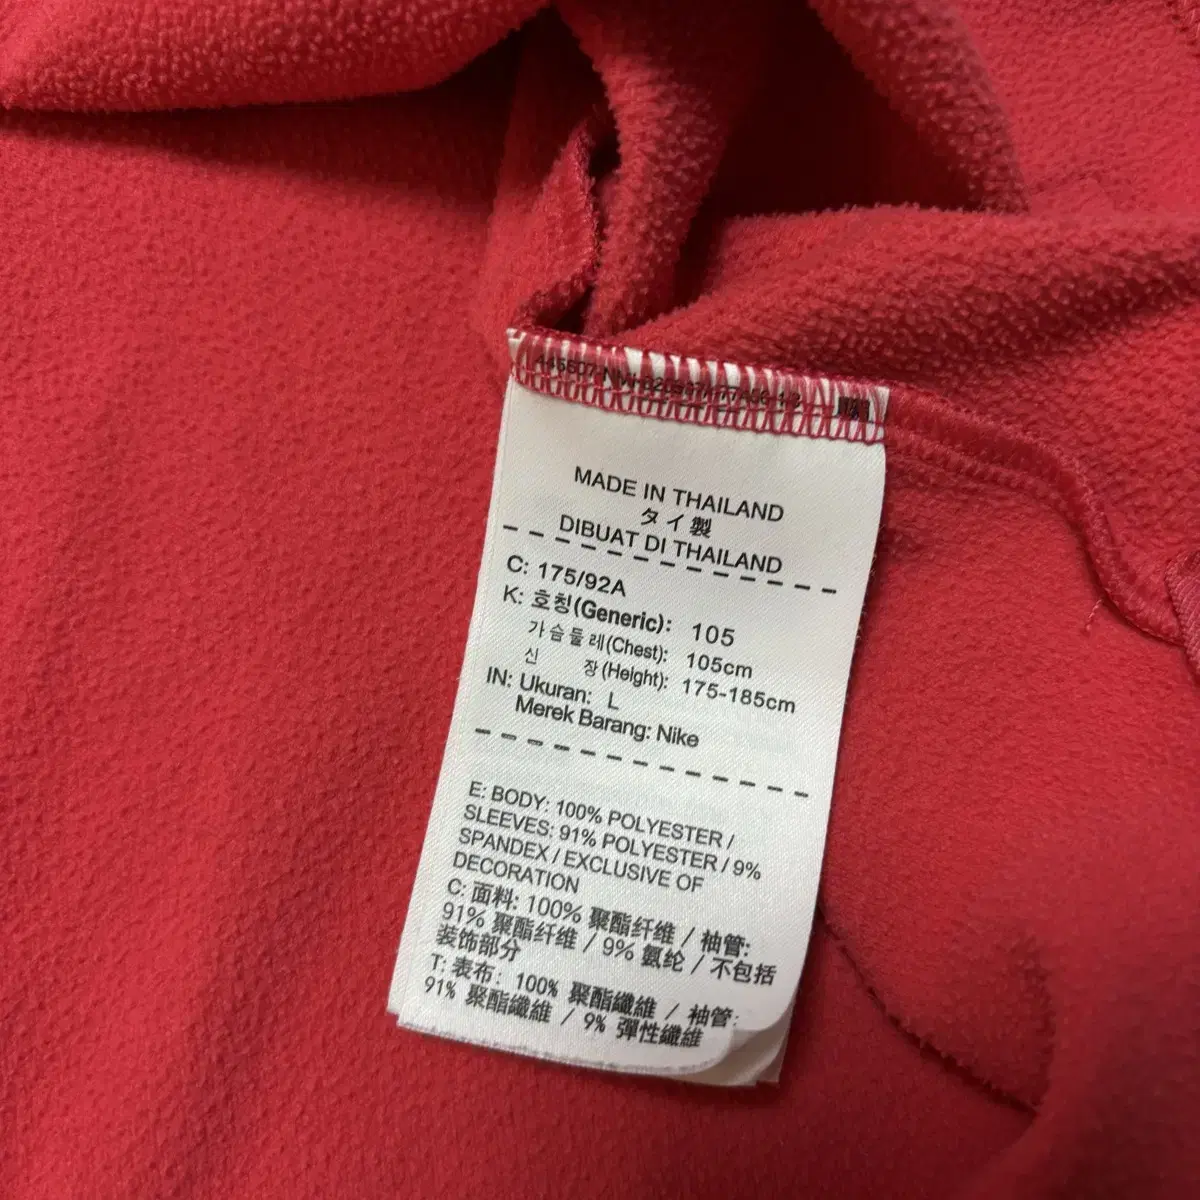 MADE IN THAILAND
タイ製
DIBUAT DI THAILAND
C: 175/92A
K: 호칭(Generic): 105
가슴둘레(Chest): 105cm
신 장(Height): 175-185cm
IN: Ukuran: L
Merek Barang: Nike
E: BODY: 100% POLYESTER /
SLEEVES: 91% POLYESTER / 9%
SPANDEX / EXCLUSIVE OF
DECORATION
C: 面料: 100% 聚酯纤维 / 袖管:
91% 聚酯纤维 / 9% 氨纶 / 不包括
装饰部分
T: 表布: 100% 聚酯纖維 / 袖管:
91% 聚酯纖維 / 9% 彈性纖維